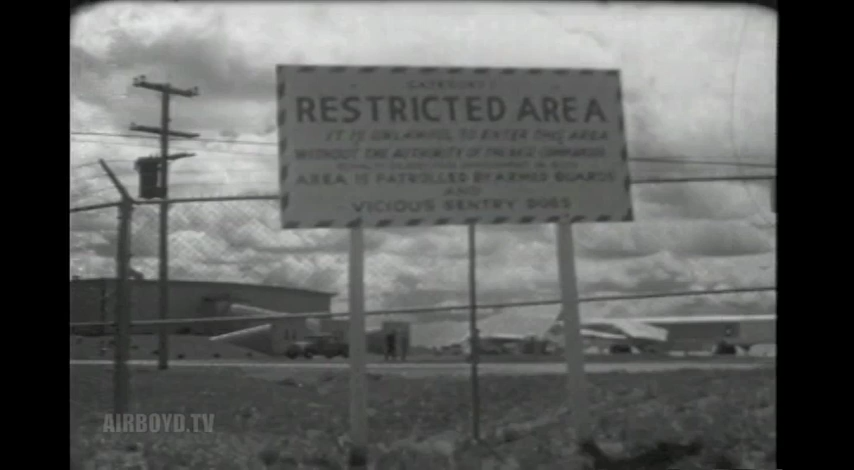 CATEGORY 1
RESTRICTED AREA
IT IS UNLAWFUL TO ENTER THIS AREA
WITHOUT THE AUTHORITY OF THE BASE COMMANDER
AREA IS PATROLLED BY ARMED GUARDS
AND
VICIOUS SENTRY DOGS
AIRBOYD.TV